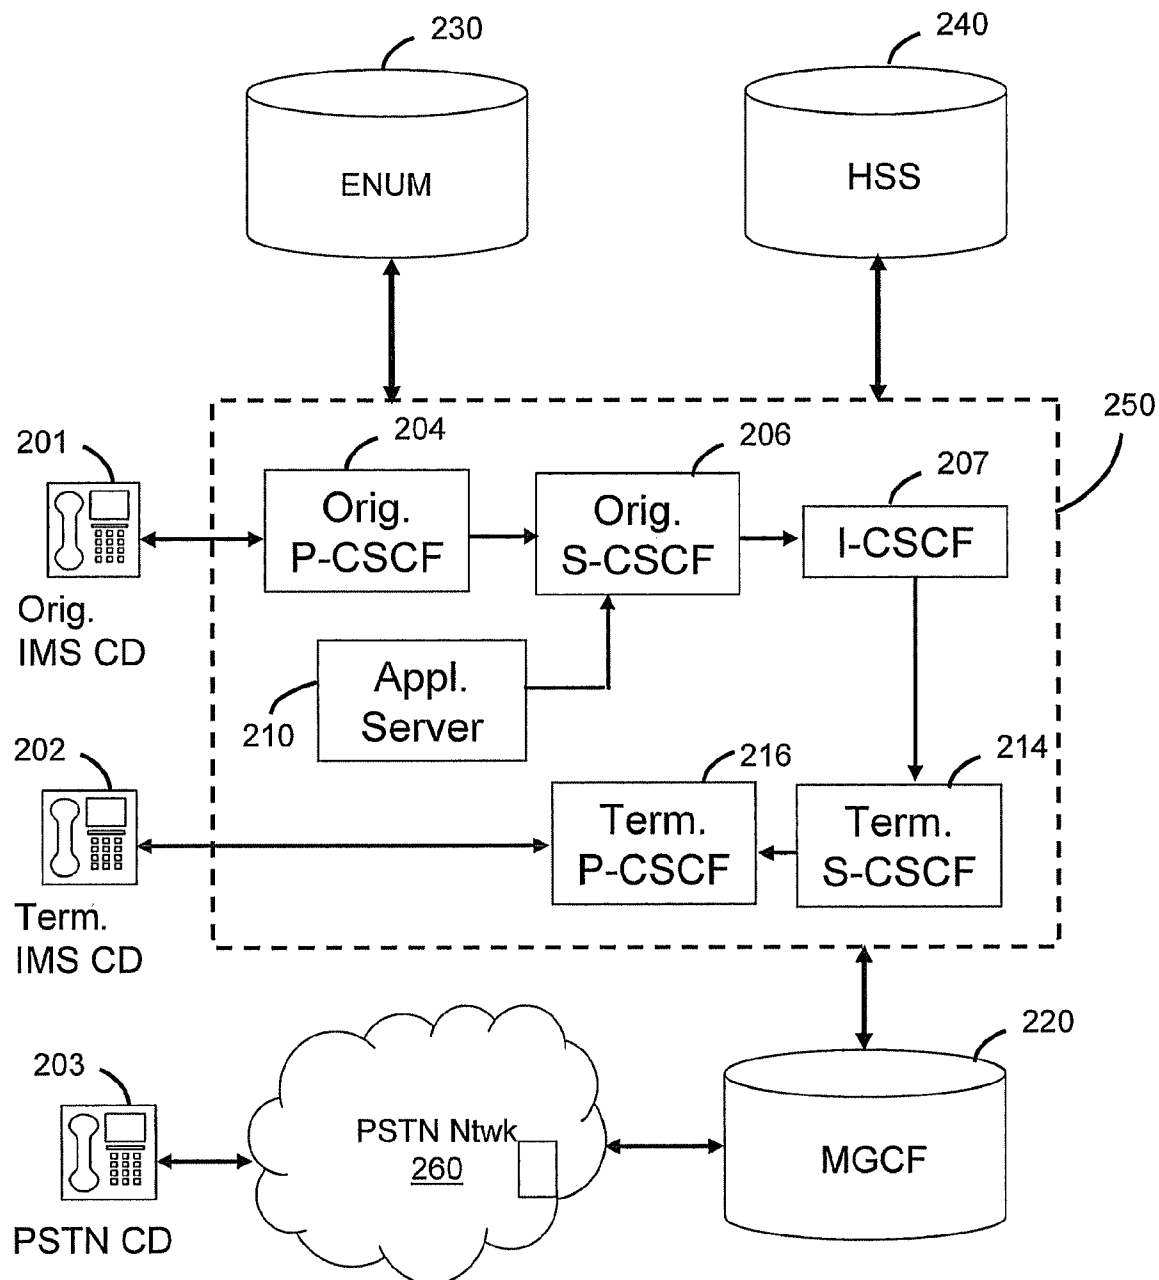 230
240
ENUM
HSS
250
201
204
206
207
Orig.
P-CSCF
Orig.
S-CSCF
I-CSCF
Orig.
IMS CD
Appl.
Server
210
202
216
214
Term.
P-CSCF
Term.
S-CSCF
Term.
IMS CD
220
203
PSTN Ntwk
260
MGCF
PSTN CD